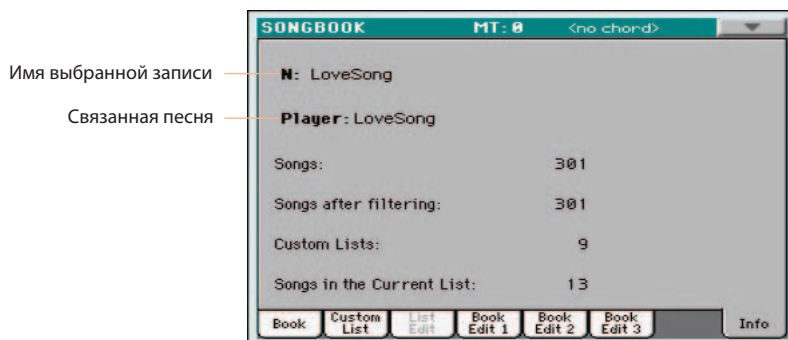 SONGBOOK MT: 0 <no chord>
Имя выбранной записи
N: LoveSong
Связанная песня
Player: LoveSong
Songs: 301
Songs after filtering: 301
Custom Lists: 9
Songs in the Current List: 13
Book Custom List List Edit Book Edit 1 Book Edit 2 Book Edit 3 Info